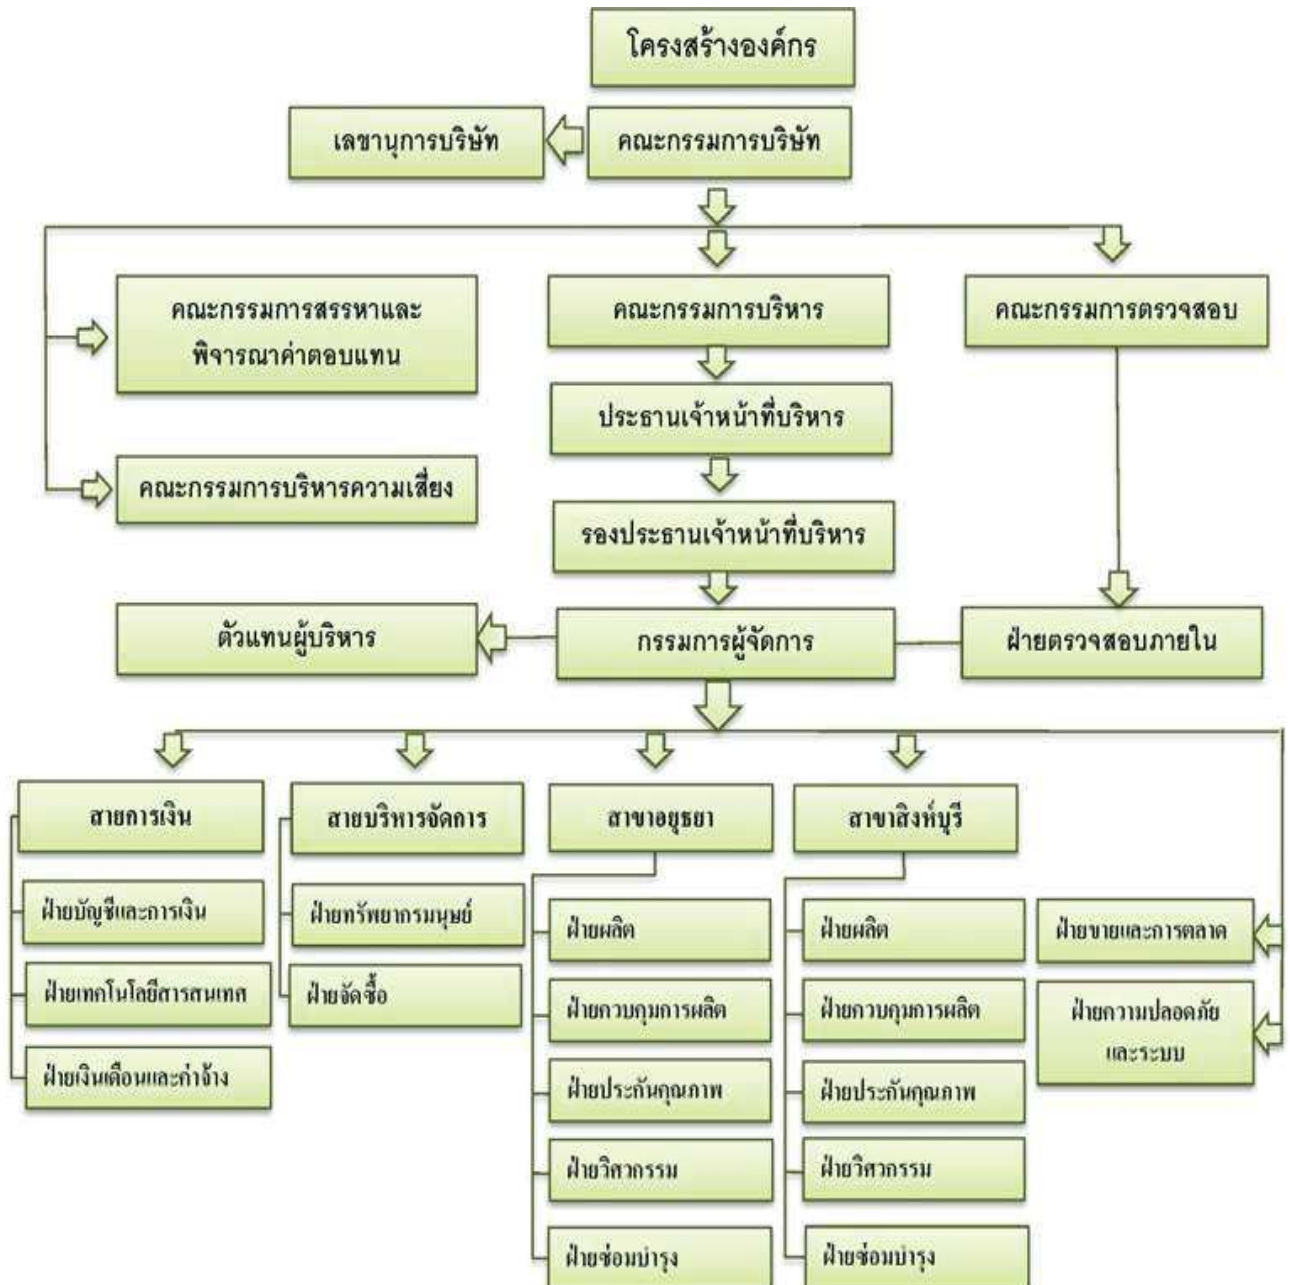 โครงสร้างองค์กร
เลขานุการบริษัท
คณะกรรมการบริษัท
คณะกรรมการสรรหาและ
พิจารณาค่าตอบแทน
คณะกรรมการบริหาร
คณะกรรมการตรวจสอบ
ประธานเจ้าหน้าที่บริหาร
คณะกรรมการบริหารความเสี่ยง
รองประธานเจ้าหน้าที่บริหาร
ตัวแทนผู้บริหาร
กรรมการผู้จัดการ
ฝ่ายตรวจสอบภายใน
สายการเงิน
ฝ่ายบัญชีและการเงิน
ฝ่ายเทคโนโลยีสารสนเทศ
ฝ่ายเงินเดือนและค่าจ้าง
สายบริหารจัดการ
ฝ่ายทรัพยากรมนุษย์
ฝ่ายจัดซื้อ
สาขาอยุธยา
ฝ่ายผลิต
ฝ่ายควบคุมการผลิต
ฝ่ายประกันคุณภาพ
ฝ่ายวิศวกรรม
ฝ่ายซ่อมบำรุง
สาขาสิงห์บุรี
ฝ่ายผลิต
ฝ่ายควบคุมการผลิต
ฝ่ายประกันคุณภาพ
ฝ่ายวิศวกรรม
ฝ่ายซ่อมบำรุง
ฝ่ายขายและการตลาด
ฝ่ายความปลอดภัย
และระบบ